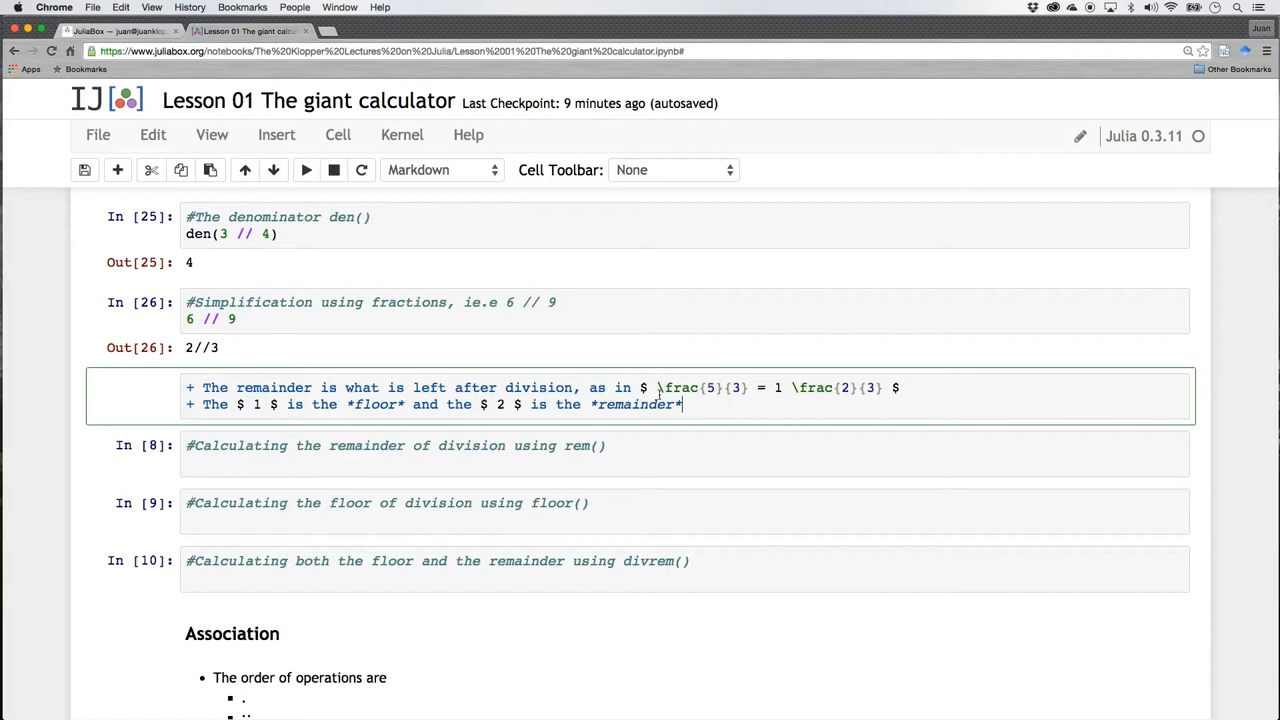 Chrome File Edit View History Bookmarks People Window Help
JuliaBox — juan@juanklop
Lesson 01 The giant calcul
Juan
https://www.juliabox.org/notebooks/The%20Klopper%20Lectures%20on%20Julia/Lesson%2001%20The%20giant%20calculator.ipynb#
Apps Bookmarks Other Bookmarks
IJ[ ] Lesson 01 The giant calculator Last Checkpoint: 9 minutes ago (autosaved)
File Edit View Insert Cell Kernel Help Julia 0.3.11
Markdown Cell Toolbar: None
In [25]: #The denominator den()
den(3 // 4)
Out[25]: 4
In [26]: #Simplification using fractions, ie.e 6 // 9
6 // 9
Out[26]: 2//3
+ The remainder is what is left after division, as in $ \frac{5}{3} = 1 \frac{2}{3} $
+ The $ 1 $ is the *floor* and the $ 2 $ is the *remainder*
In [8]: #Calculating the remainder of division using rem()
In [9]: #Calculating the floor of division using floor()
In [10]: #Calculating both the floor and the remainder using divrem()
Association
• The order of operations are
▪ .
▪ ..